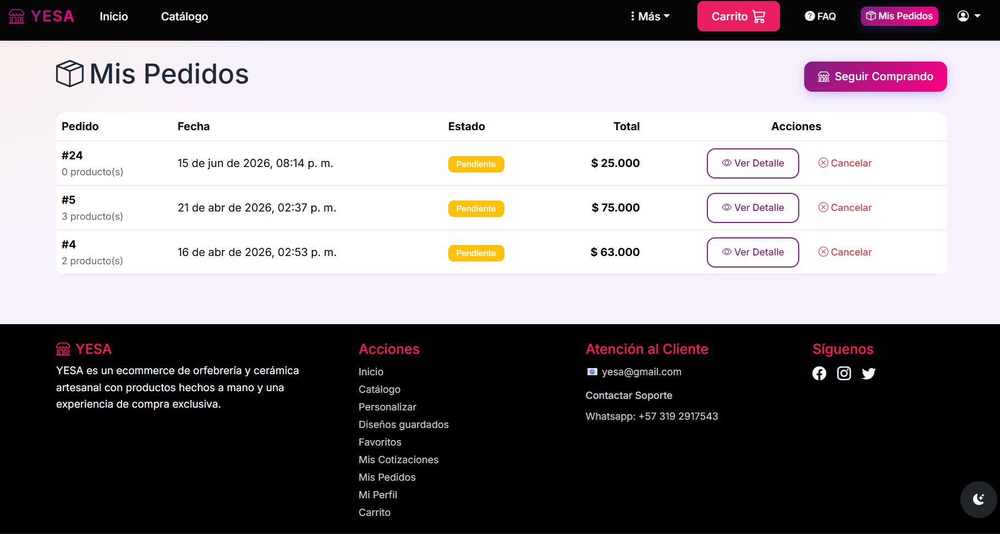 YESA
Inicio
Catálogo
Más
Carrito
FAQ
Mis Pedidos
Mis Pedidos
Seguir Comprando
Pedido Fecha Estado Total Acciones
#24
0 producto(s)
15 de jun de 2026, 08:14 p. m.
Pendiente
$ 25.000
Ver Detalle
Cancelar
#5
3 producto(s)
21 de abr de 2026, 02:37 p. m.
Pendiente
$ 75.000
Ver Detalle
Cancelar
#4
2 producto(s)
16 de abr de 2026, 02:53 p. m.
Pendiente
$ 63.000
Ver Detalle
Cancelar
YESA
YESA es un ecommerce de orfebrería y cerámica
artesanal con productos hechos a mano y una
experiencia de compra exclusiva.
Acciones
Inicio
Catálogo
Personalizar
Diseños guardados
Favoritos
Mis Cotizaciones
Mis Pedidos
Mi Perfil
Carrito
Atención al Cliente
yesa@gmail.com
Contactar Soporte
Whatsapp: +57 319 2917543
Síguenos